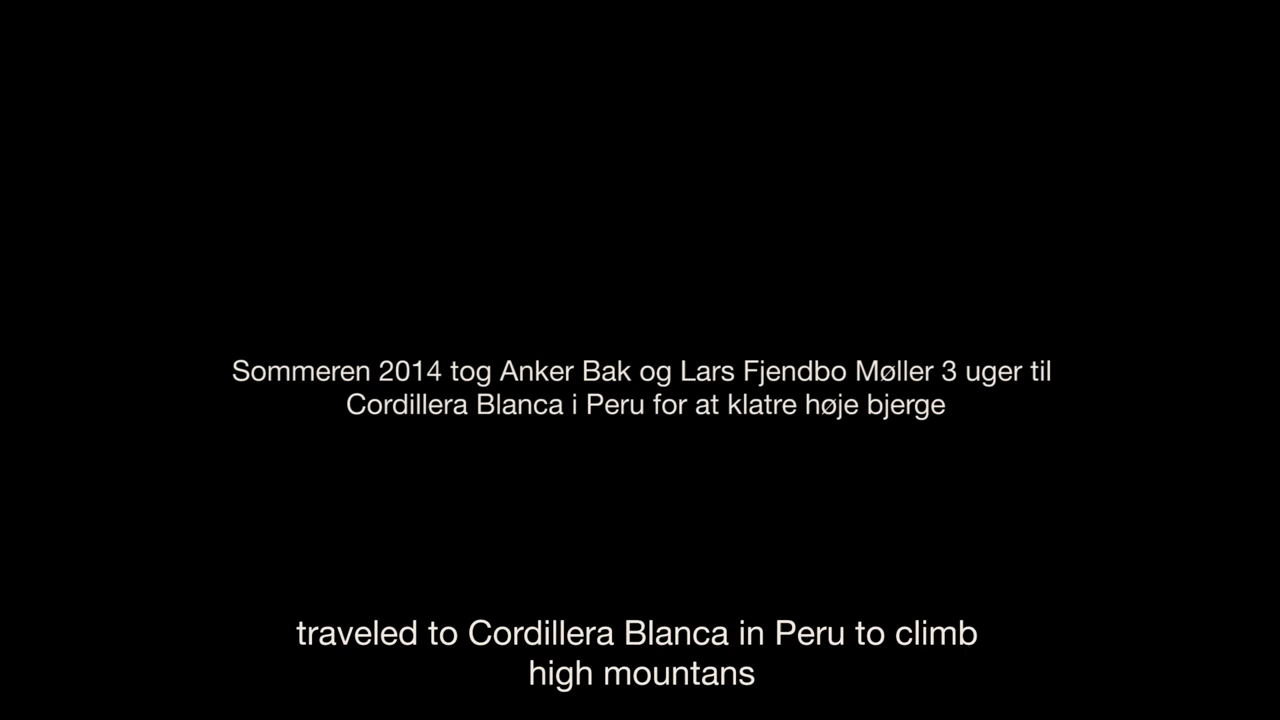 Sommeren 2014 tog Anker Bak og Lars Fjendbo Møller 3 uger til
Cordillera Blanca i Peru for at klatre høje bjerge
traveled to Cordillera Blanca in Peru to climb
high mountans